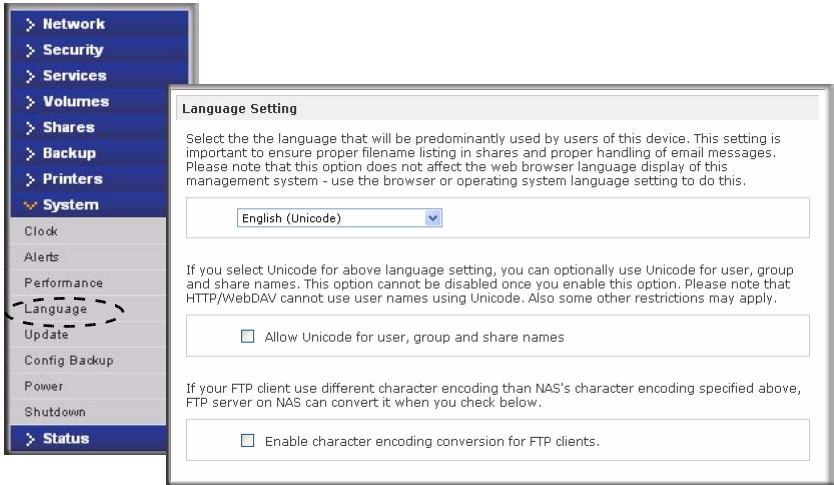 Network
Security
Services
Volumes
Shares
Backup
Printers
System
Clock
Alerts
Performance
Language
Update
Config Backup
Power
Shutdown
Status
Language Setting
Select the the language that will be predominantly used by users of this device. This setting is
important to ensure proper filename listing in shares and proper handling of email messages.
Please note that this option does not affect the web browser language display of this
management system - use the browser or operating system language setting to do this.
English (Unicode)
If you select Unicode for above language setting, you can optionally use Unicode for user, group
and share names. This option cannot be disabled once you enable this option. Please note that
HTTP/WebDAV cannot use user names using Unicode. Also some other restrictions may apply.
Allow Unicode for user, group and share names
If your FTP client use different character encoding than NAS's character encoding specified above,
FTP server on NAS can convert it when you check below.
Enable character encoding conversion for FTP clients.